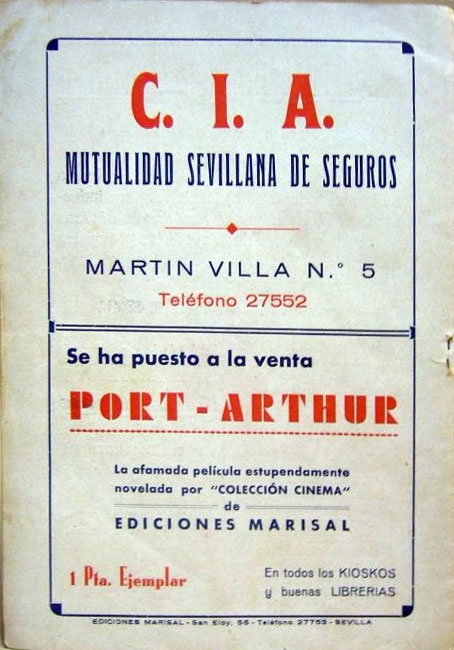 C. I. A.
MUTUALIDAD SEVILLANA DE SEGUROS
MARTIN VILLA N.° 5
Teléfono 27552
Se ha puesto a la venta
PORT-ARTHUR
La afamada película estupendamente
novelada por "COLECCIÓN CINEMA"
de
EDICIONES MARISAL
1 Pta. Ejemplar
En todos los KIOSKOS
y buenas LIBRERIAS
EDICIONES MARISAL - San Eloy, 55 - Teléfono 27753 - SEVILLA